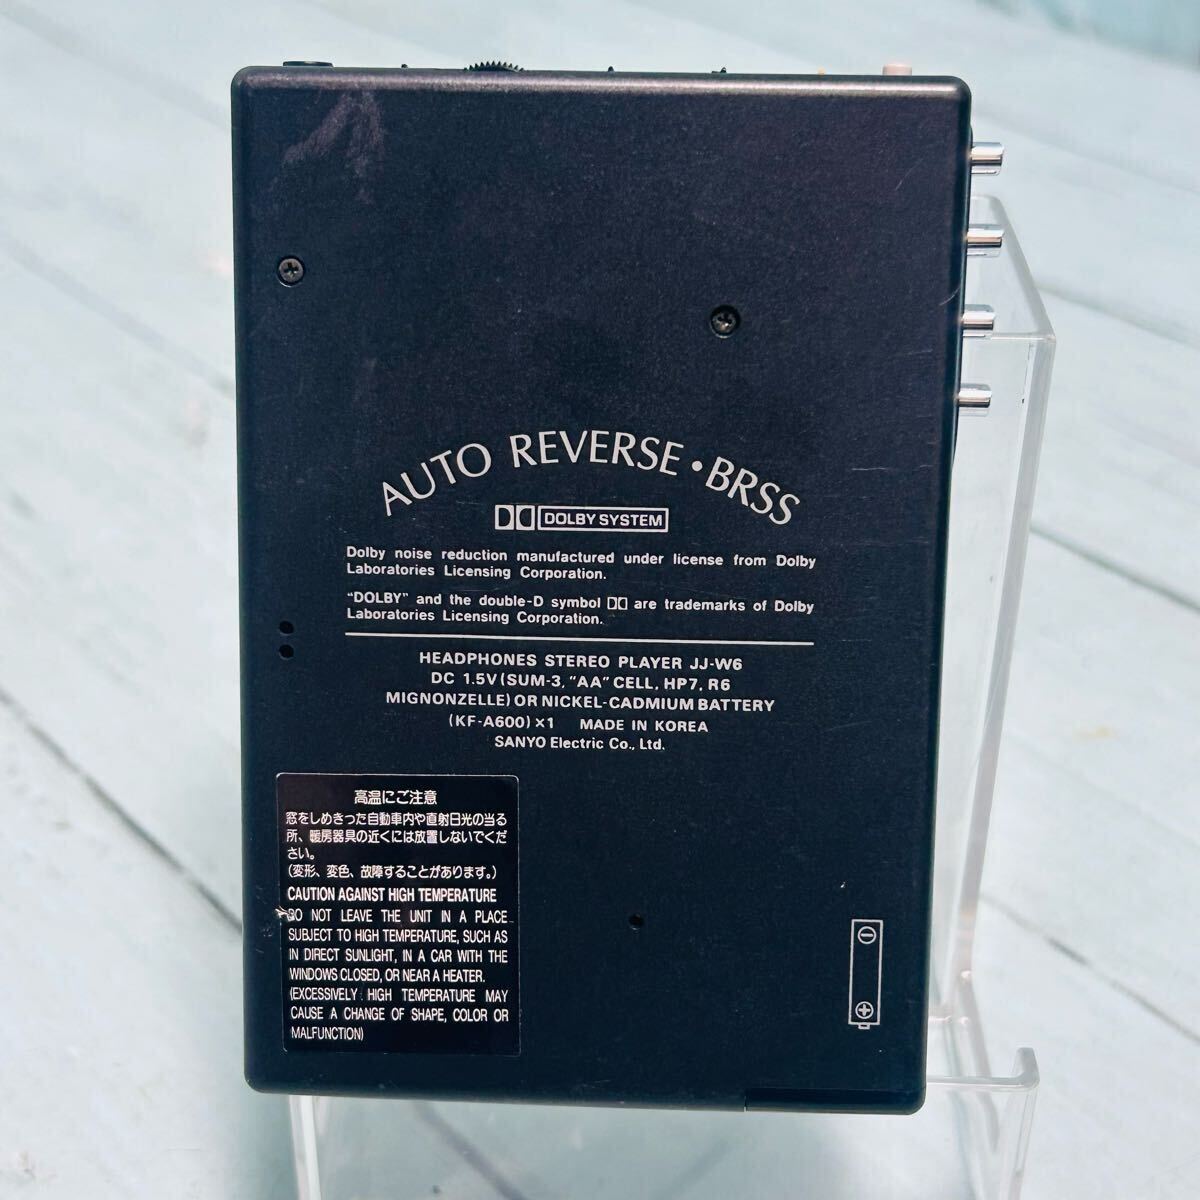 AUTO REVERSE・BRSS
DOLBY SYSTEM
Dolby noise reduction manufactured under license from Dolby
Laboratories Licensing Corporation.
"DOLBY" and the double-D symbol are trademarks of Dolby
Laboratories Licensing Corporation.
HEADPHONES STEREO PLAYER JJ-W6
DC 1.5V(SUM-3, "AA" CELL, HP7, R6
MIGNONZELLE) OR NICKEL-CADMIUM BATTERY
(KF-A600)×1 MADE IN KOREA
SANYO Electric Co., Ltd.
高温にご注意
窓をしめきった自動車内や直射日光の当る
所、暖房器具の近くには放置しないでくだ
さい。
(変形、変色、故障することがあります。)
CAUTION AGAINST HIGH TEMPERATURE
DO NOT LEAVE THE UNIT IN A PLACE
SUBJECT TO HIGH TEMPERATURE, SUCH AS
IN DIRECT SUNLIGHT, IN A CAR WITH THE
WINDOWS CLOSED, OR NEAR A HEATER.
(EXCESSIVELY HIGH TEMPERATURE MAY
CAUSE A CHANGE OF SHAPE, COLOR OR
MALFUNCTION)